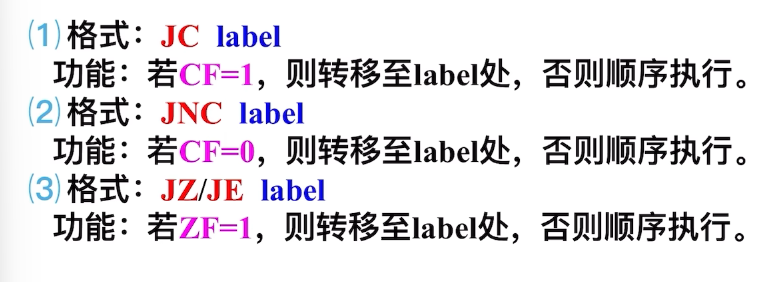 (1)格式：JC label
功能：若CF=1，则转移至label处，否则顺序执行。
(2)格式：JNC label
功能：若CF=0，则转移至label处，否则顺序执行。
(3)格式：JZ/JE label
功能：若ZF=1，则转移至label处，否则顺序执行。